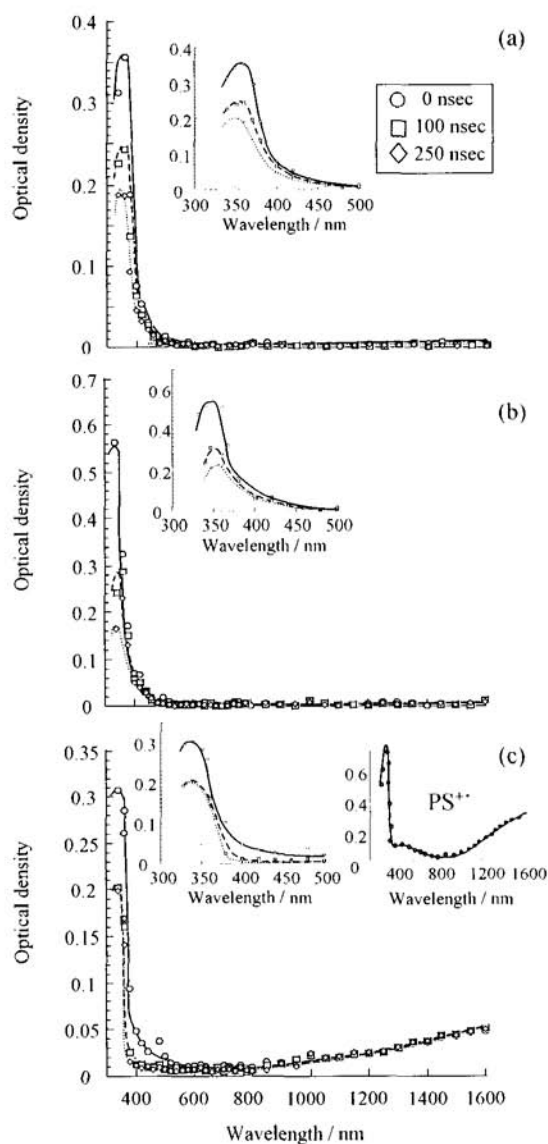 (a)
0.4
0.3
0.2
0.1
0
Optical density
0.4
0.3
0.2
0.1
0
300 350 400 450 500
Wavelength / nm
0 nsec
100 nsec
250 nsec
(b)
0.7
0.6
0.5
0.4
0.3
0.2
0.1
0
Optical density
0.8
0.6
0.4
0.2
0
300 350 400 450 500
Wavelength / nm
(c)
0.35
0.3
0.25
0.2
0.15
0.1
0.05
0
Optical density
0.3
0.2
0.1
0
300 350 400 450 500
Wavelength / nm
PS+•
0.6
0.4
0.2
0
400 800 1200 1600
Wavelength / nm
400 600 800 1000 1200 1400 1600
Wavelength / nm